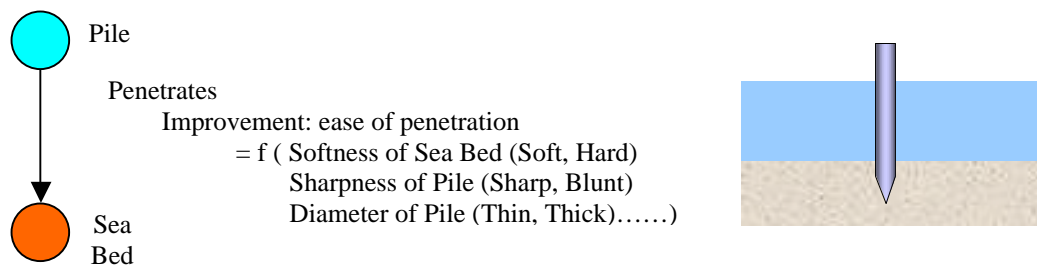 Pile
Penetrates
Improvement: ease of penetration
= f ( Softness of Sea Bed (Soft, Hard)
Sharpness of Pile (Sharp, Blunt)
Diameter of Pile (Thin, Thick)……)
Sea
Bed